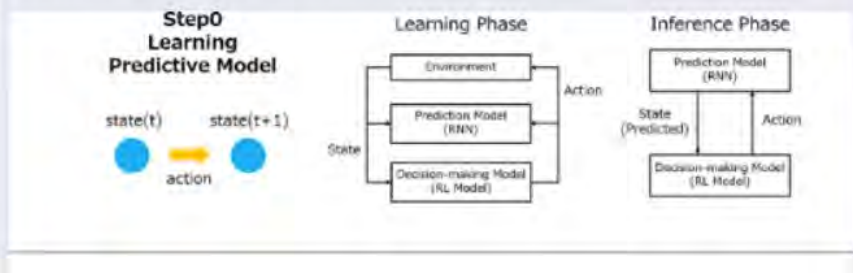 Step0
Learning
Predictive Model
state(t)
state(t+1)
action
Learning Phase
Environment
Prediction Model
(RNN)
Decision-making Model
(RL Model)
State
Action
Inference Phase
Prediction Model
(RNN)
State
(Predicted)
Action
Decision-making Model
(RL Model)